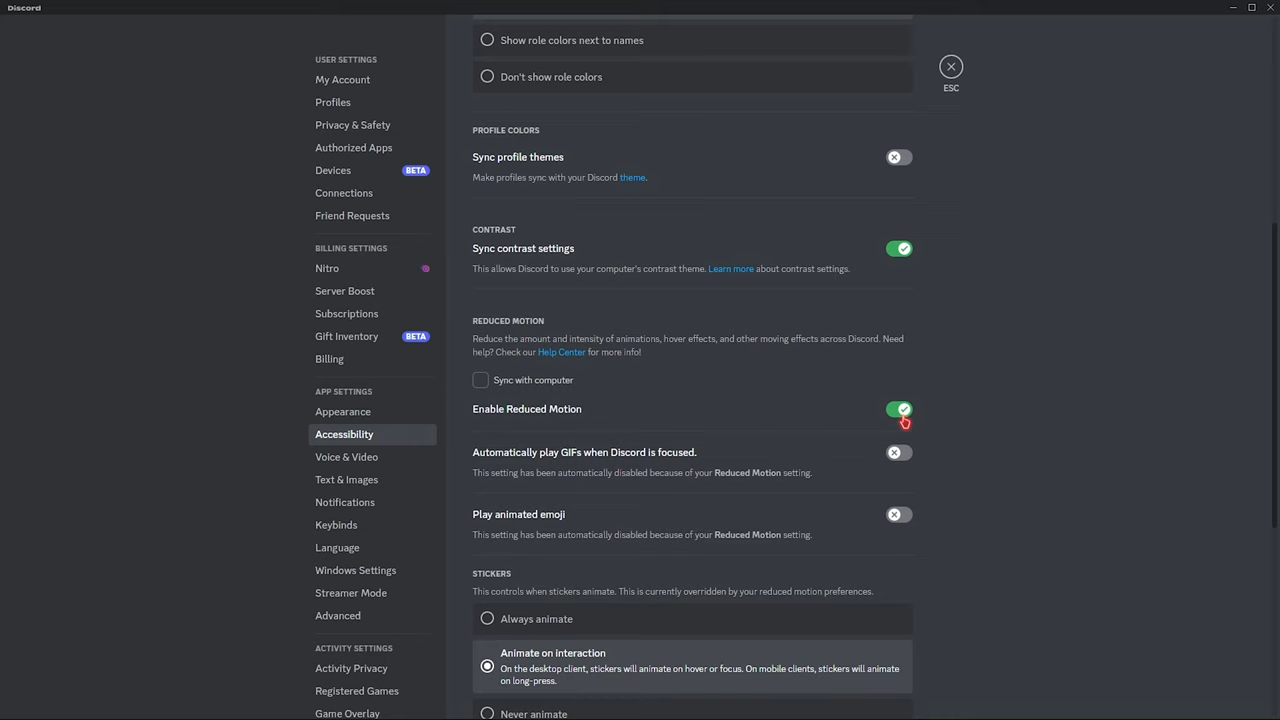 Discord
Show role colors next to names
Don't show role colors
ESC
USER SETTINGS
My Account
Profiles
Privacy & Safety
Authorized Apps
Devices BETA
Connections
Friend Requests
BILLING SETTINGS
Nitro
Server Boost
Subscriptions
Gift Inventory BETA
Billing
APP SETTINGS
Appearance
Accessibility
Voice & Video
Text & Images
Notifications
Keybinds
Language
Windows Settings
Streamer Mode
Advanced
ACTIVITY SETTINGS
Activity Privacy
Registered Games
Game Overlay
PROFILE COLORS
Sync profile themes
Make profiles sync with your Discord theme.
CONTRAST
Sync contrast settings
This allows Discord to use your computer's contrast theme. Learn more about contrast settings.
REDUCED MOTION
Reduce the amount and intensity of animations, hover effects, and other moving effects across Discord. Need
help? Check our Help Center for more info!
Sync with computer
Enable Reduced Motion
Automatically play GIFs when Discord is focused.
This setting has been automatically disabled because of your Reduced Motion setting.
Play animated emoji
This setting has been automatically disabled because of your Reduced Motion setting.
STICKERS
This controls when stickers animate. This is currently overridden by your reduced motion preferences.
Always animate
Animate on interaction
On the desktop client, stickers will animate on hover or focus. On mobile clients, stickers will animate
on long-press.
Never animate